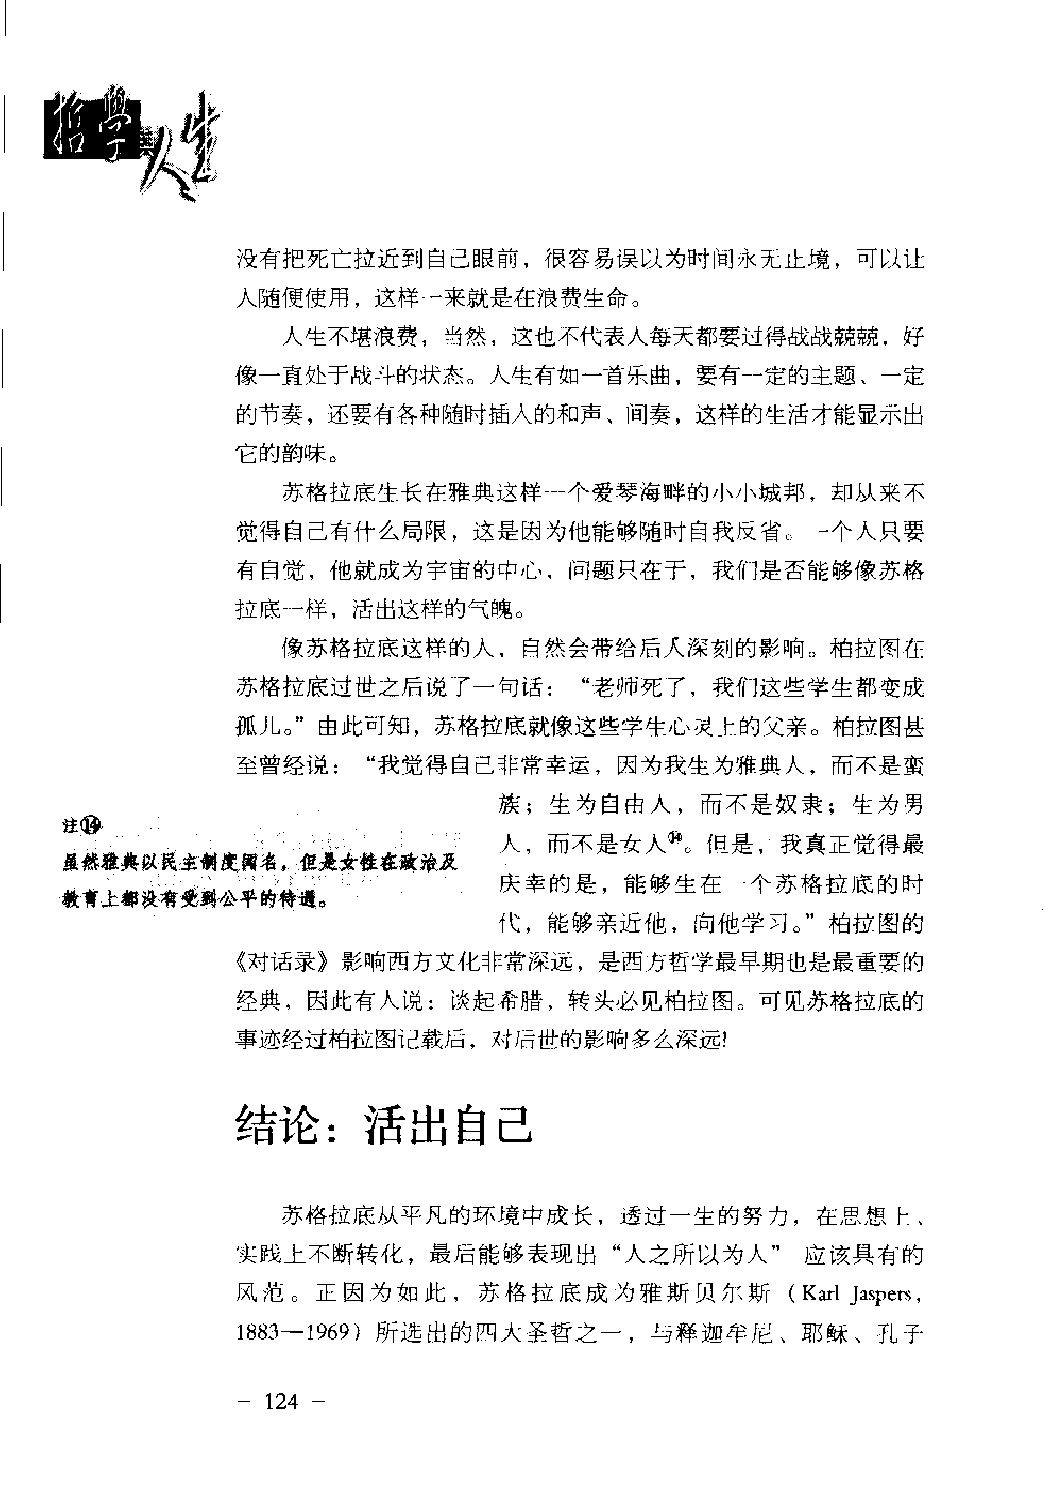 哲學與人生
没有把死亡拉近到自己眼前，很容易误以为时间永无止境，可以让
人随便使用，这样一来就是在浪费生命。
人生不堪浪费，当然，这也不代表人每天都要过得战战兢兢，好
像一直处于战斗的状态。人生有如一首乐曲，要有一定的主题、一定
的节奏，还要有各种随时插入的和声、间奏，这样的生活才能显示出
它的韵味。
苏格拉底生长在雅典这样一个爱琴海畔的小小城邦，却从来不
觉得自己有什么局限，这是因为他能够随时自我反省。一个人只要
有自觉，他就成为宇宙的中心，问题只在于，我们是否能够像苏格
拉底一样，活出这样的气魄。
像苏格拉底这样的人，自然会带给后人深刻的影响。柏拉图在
苏格拉底过世之后说了一句话：“老师死了，我们这些学生都变成
孤儿。”由此可知，苏格拉底就像这些学生心灵上的父亲。柏拉图甚
至曾经说：“我觉得自己非常幸运，因为我生为雅典人，而不是蛮
族；生为自由人，而不是奴隶；生为男
人，而不是女人⑭。但是，我真正觉得最
庆幸的是，能够生在一个苏格拉底的时
代，能够亲近他，向他学习。”柏拉图的
《对话录》影响西方文化非常深远，是西方哲学最早期也是最重要的
经典，因此有人说：谈起希腊，转头必见柏拉图。可见苏格拉底的
事迹经过柏拉图记载后，对后世的影响多么深远!
注⑭
虽然雅典以民主制度闻名，但是女性在政治及
教育上都没有受到公平的待遇。
结论：活出自己
苏格拉底从平凡的环境中成长，透过一生的努力，在思想上、
实践上不断转化，最后能够表现出“人之所以为人” 应该具有的
风范。正因为如此，苏格拉底成为雅斯贝尔斯（Karl Jaspers，
1883—1969）所选出的四大圣哲之一，与释迦牟尼、耶稣、孔子
－ 124 －